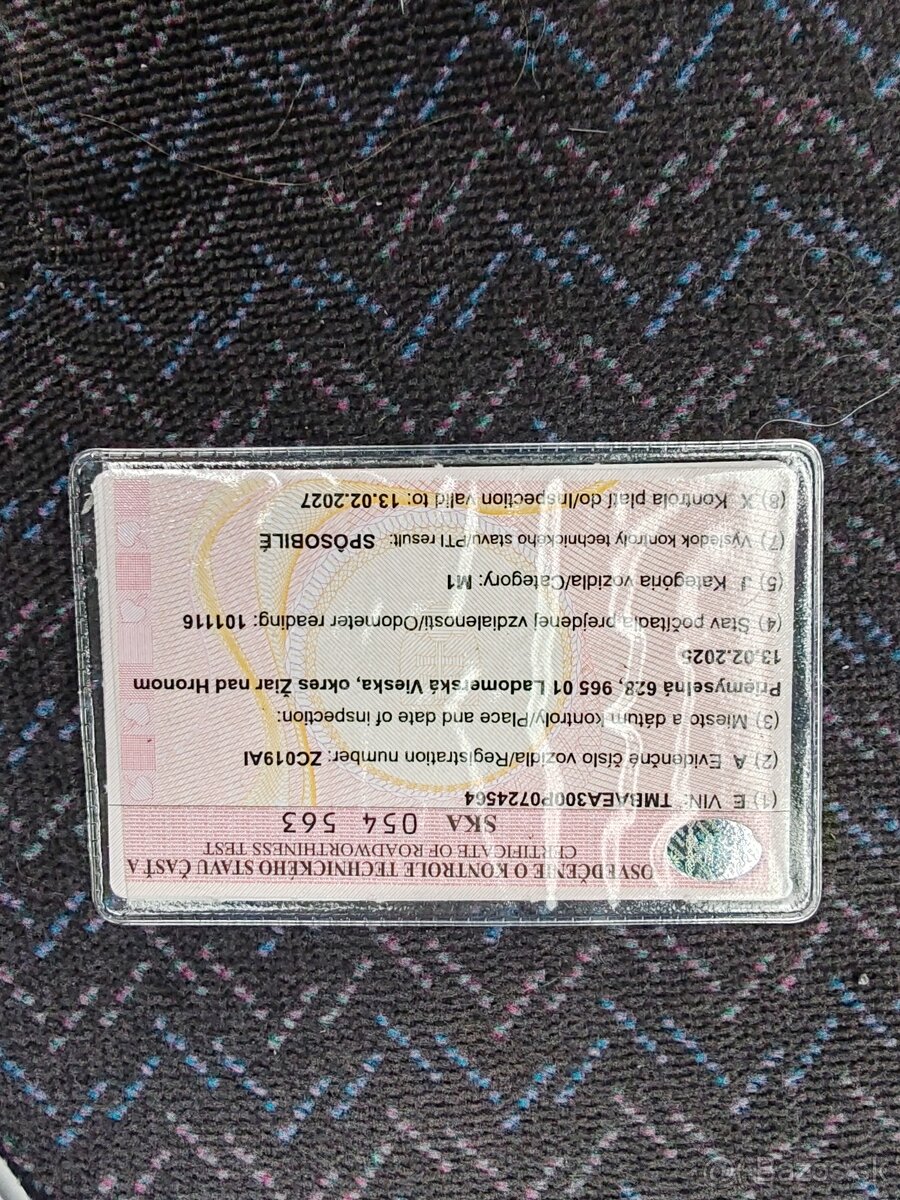 OSVEDČENIE O KONTROLE TECHNICKÉHO STAVU ČASŤ A
CERTIFICATE OF ROADWORTHINESS TEST
SKA 054 563
(1) E VIN: TMBAEA300P0724564
(2) A Evidenčné číslo vozidla/Registration number: ZC019AI
(3) Miesto a dátum kontroly/Place and date of inspection:
Priemyselná 628, 965 01 Ladomerská Vieska, okres Žiar nad Hronom
13.02.2025
(4) Stav počítadla prejdenej vzdialenosti/Odometer reading: 101116
(5) J Kategória vozidla/Category: M1
(7) Výsledok kontroly technického stavu/PTI result: SPÔSOBILÉ
(8) X Kontrola platí do/Inspection valid to: 13.02.2027
Bazos.sk